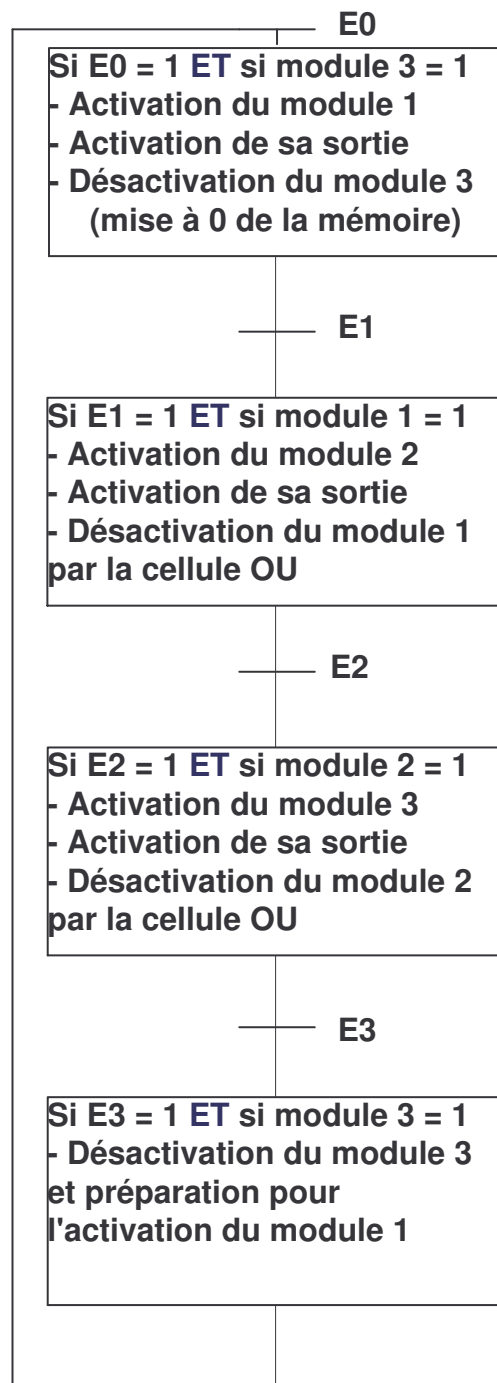 E0
Si E0 = 1 ET si module 3 = 1
- Activation du module 1
- Activation de sa sortie
- Désactivation du module 3
(mise à 0 de la mémoire)
E1
Si E1 = 1 ET si module 1 = 1
- Activation du module 2
- Activation de sa sortie
- Désactivation du module 1
par la cellule OU
E2
Si E2 = 1 ET si module 2 = 1
- Activation du module 3
- Activation de sa sortie
- Désactivation du module 2
par la cellule OU
E3
Si E3 = 1 ET si module 3 = 1
- Désactivation du module 3
et préparation pour
l'activation du module 1